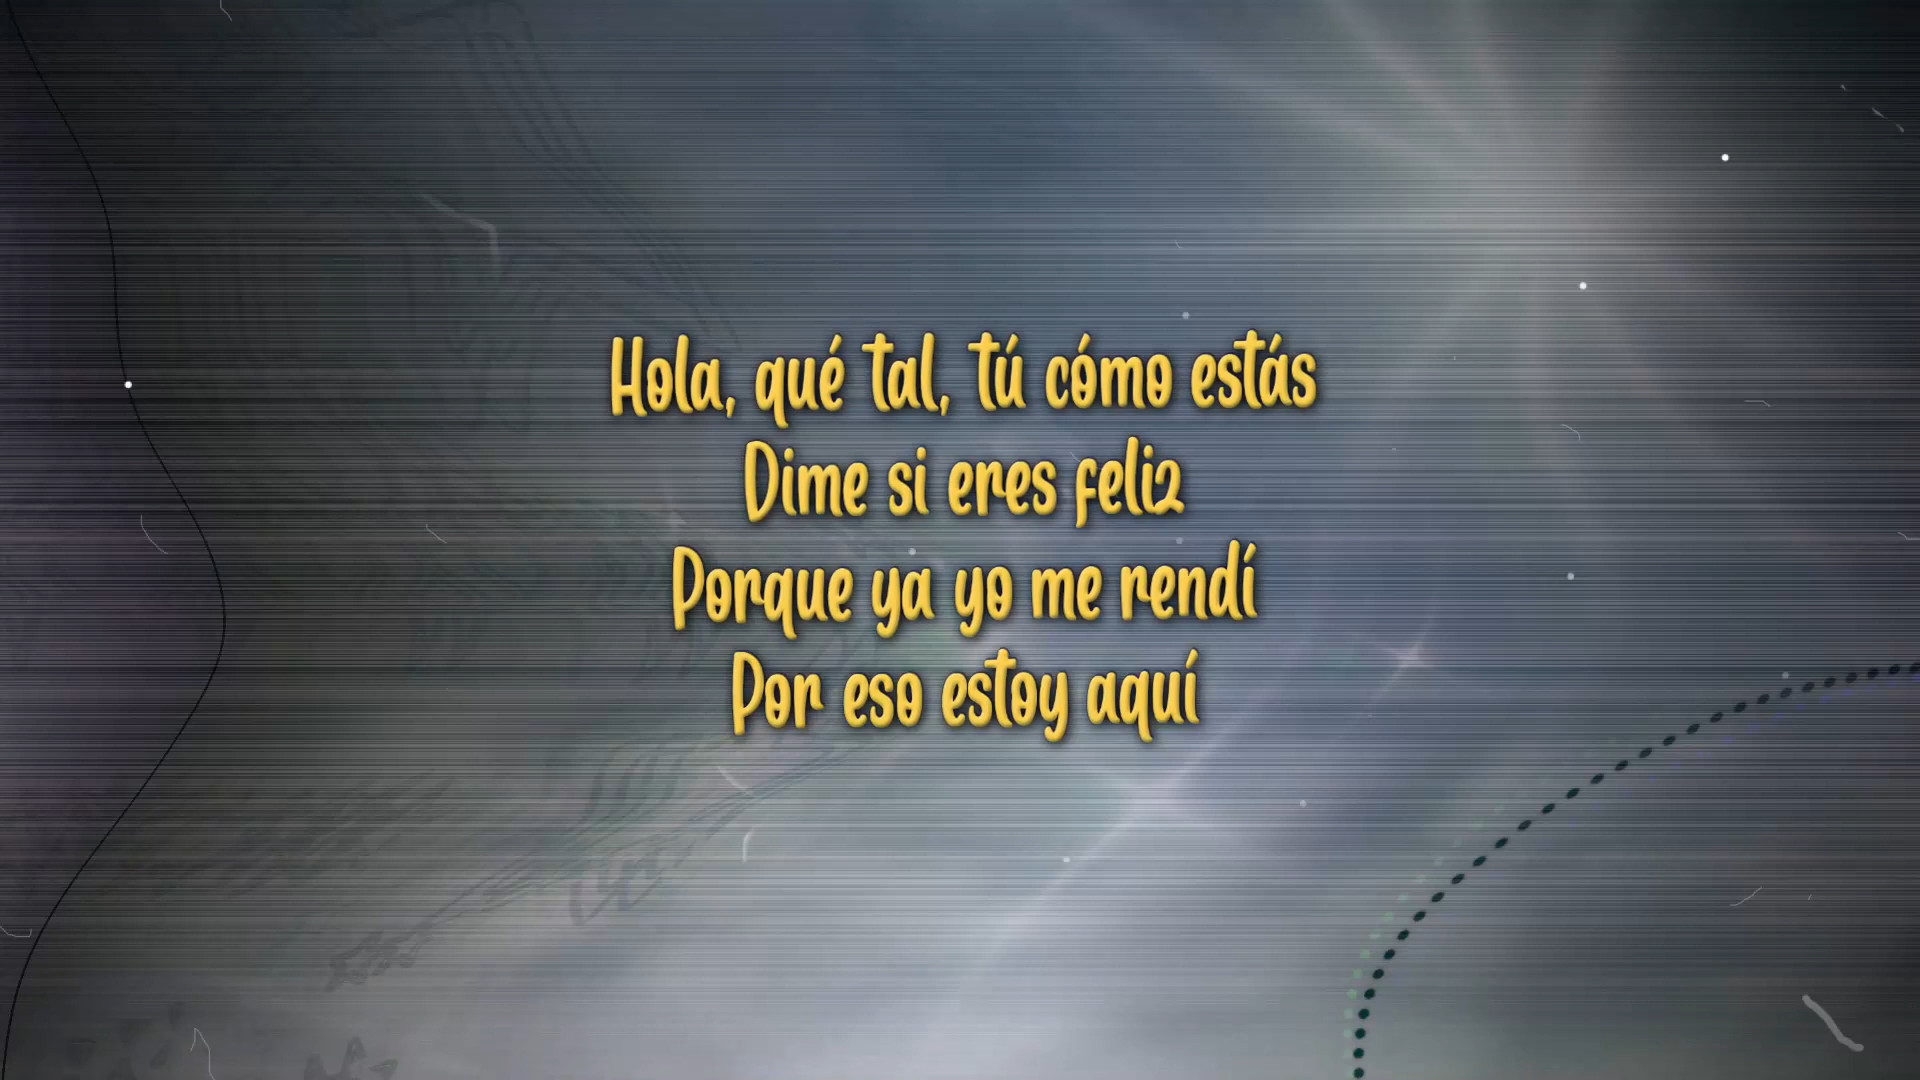 Hola, qué tal, tú cómo estás
Dime si eres feliz
Porque ya yo me rendí
Por eso estoy aquí